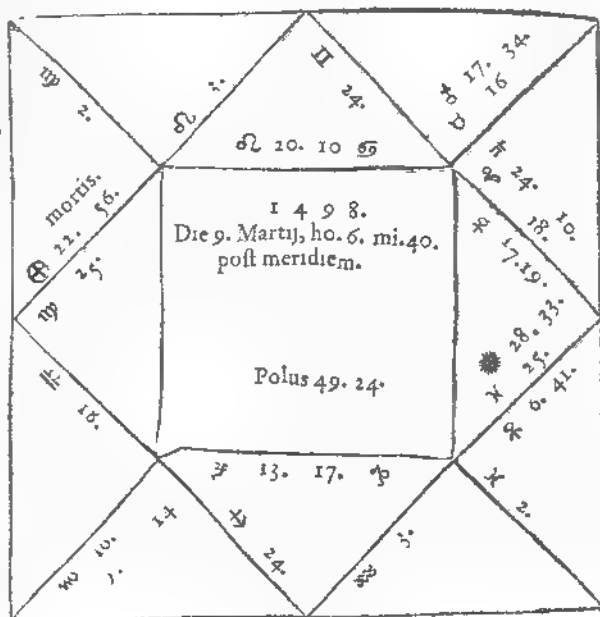 ♍ 2.
♌
♊ 24.
♀ 17. 34.
♉ 16
♌ 20. 10 ♋
♄ 24. 10.
♈ 18.
mortis.
⊕ 22. 56.
♍ 25.
1 4 9 8.
Die 9. Martij, ho. 6. mi. 40.
poſt meridiem.
17. 19.
28. 33.
♓ 25.
6. 41.
Polus 49. 24.
♎ 16.
13. 17. ♑
♓ 2.
10. 14
24.
3.